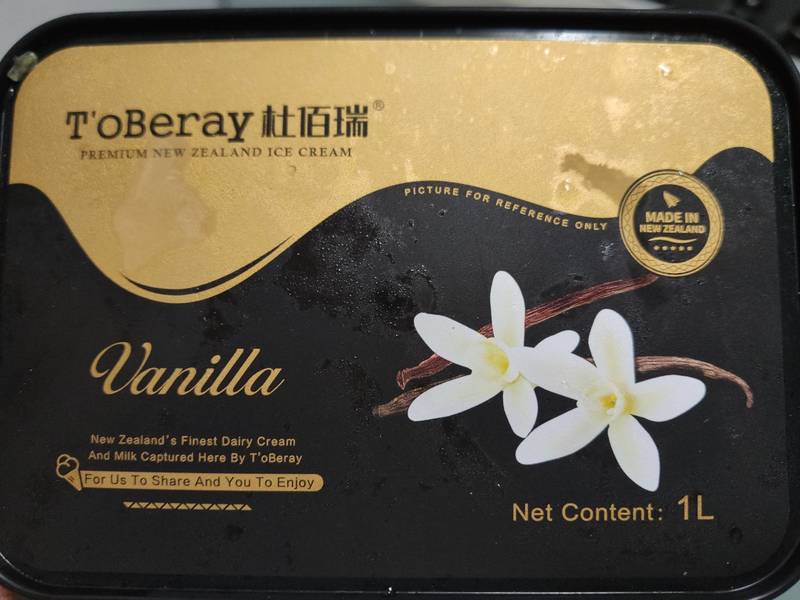 T'oBeray 杜佰瑞®
PREMIUM NEW ZEALAND ICE CREAM
PICTURE FOR REFERENCE ONLY
MADE IN
NEW ZEALAND
Vanilla
New Zealand's Finest Dairy Cream
And Milk Captured Here By T'oBeray
For Us To Share And You To Enjoy
Net Content: 1L